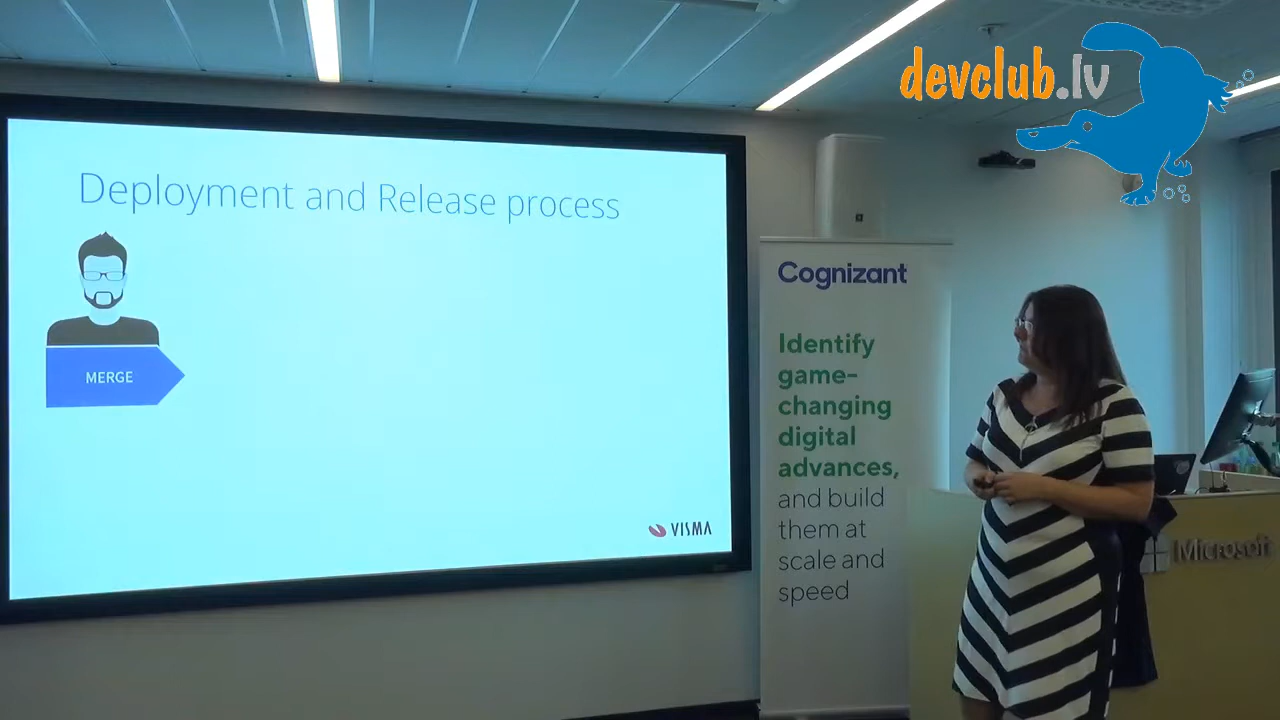 devclub.lv
Deployment and Release process
MERGE
VISMA
Cognizant
Identify
game-
changing
digital
advances,
and build
them at
scale and
speed
Microsoft